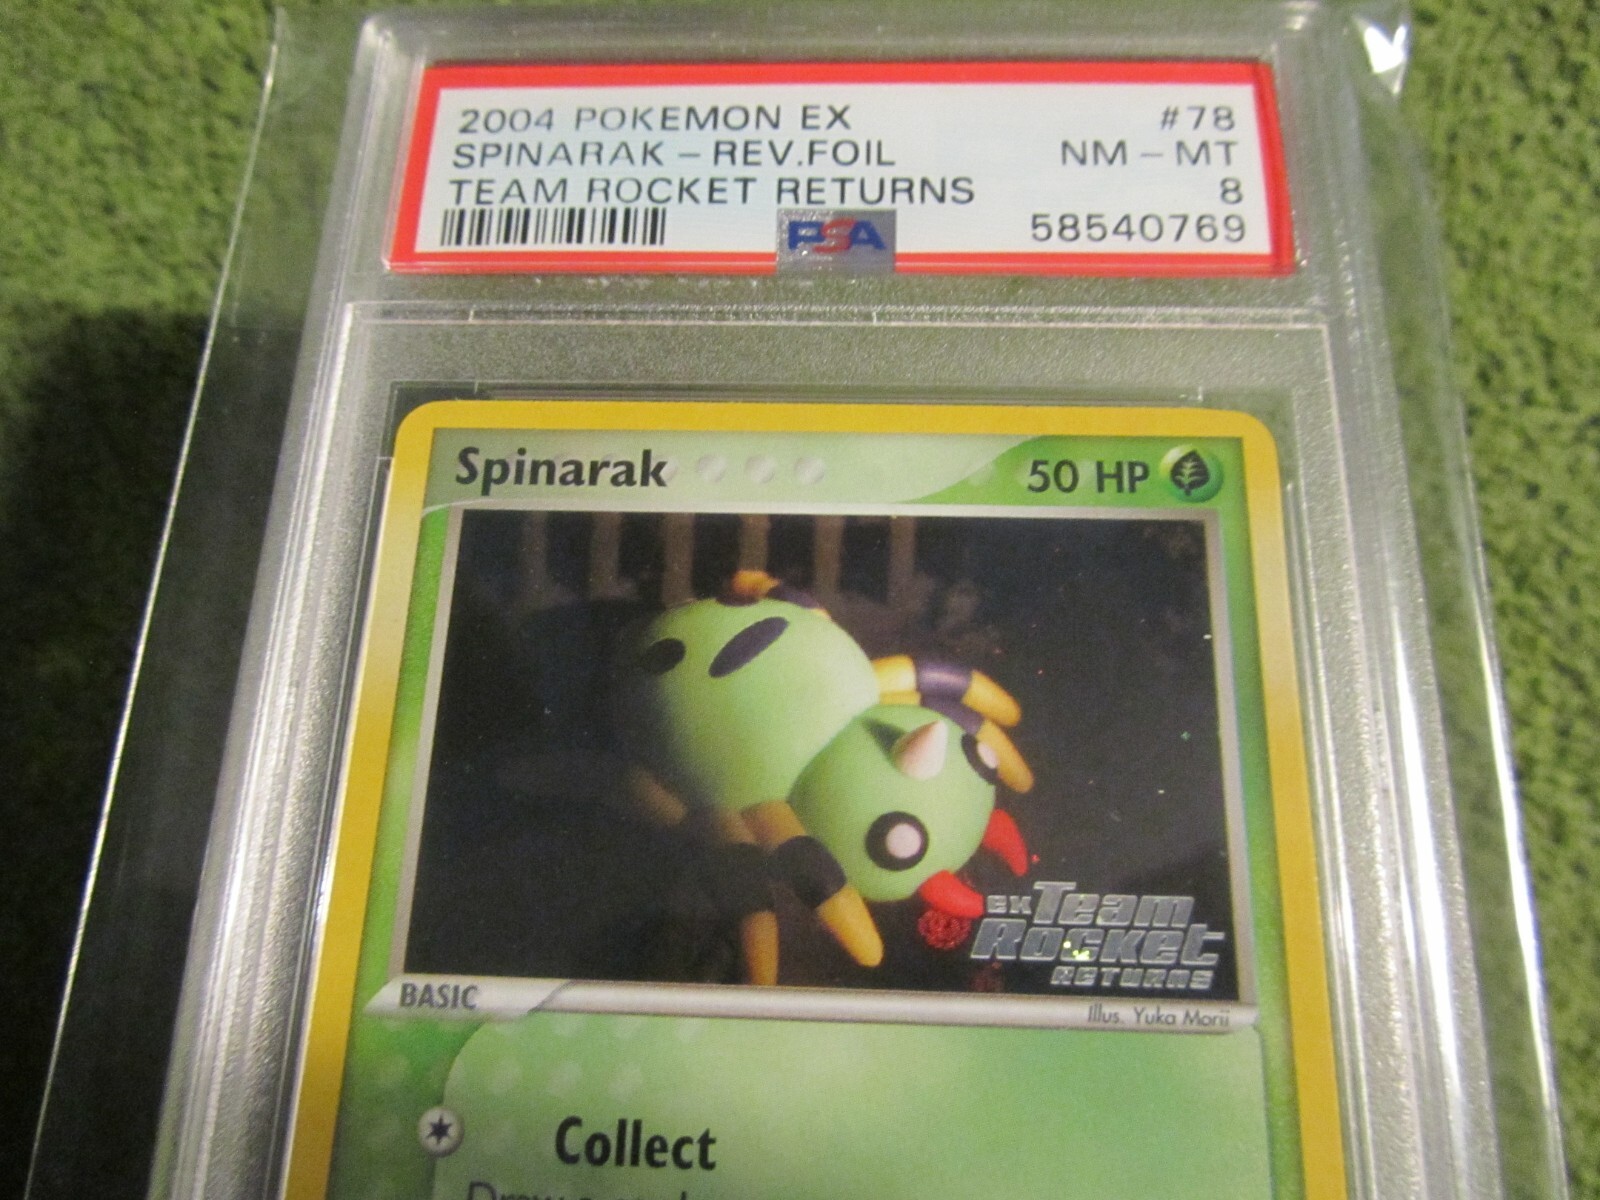 2004 POKEMON EX #78
SPINARAK - REV.FOIL NM - MT
TEAM ROCKET RETURNS 8
PSA 58540769
Spinarak 50 HP
EX Team
Rocket
RETURNS
BASIC
Illus. Yuka Morii
Collect